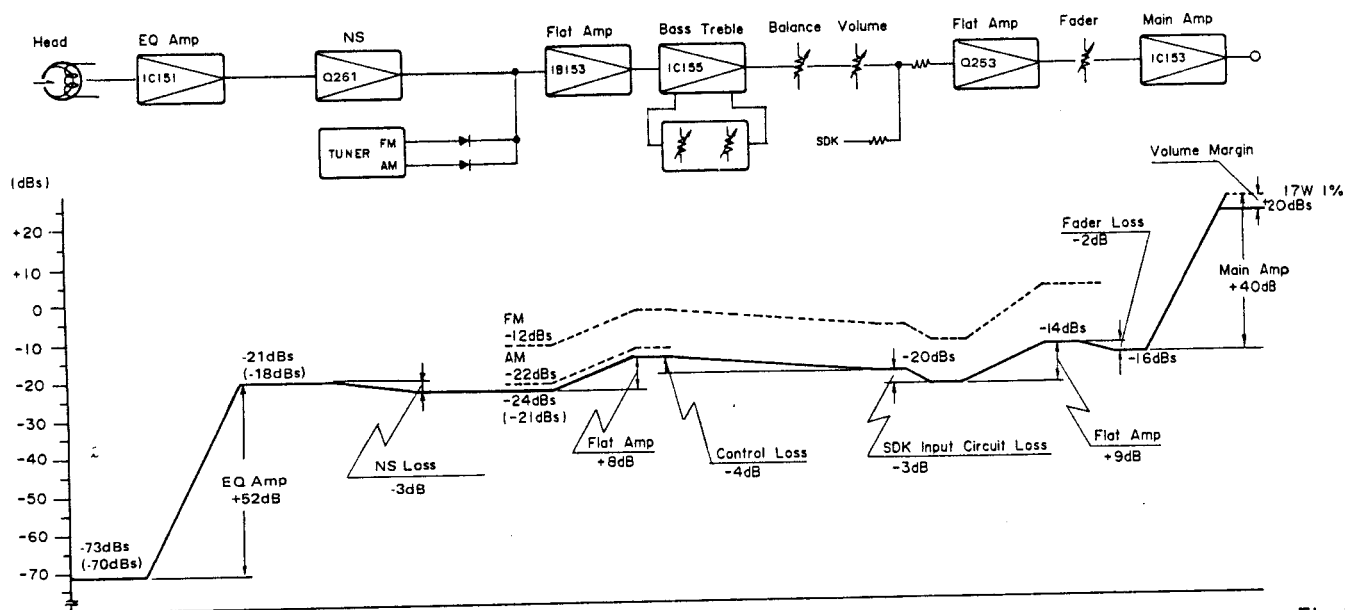 Head
EQ Amp
IC151
NS
Q261
Flat Amp
IB153
Bass Treble
IC155
Balance
Volume
Flat Amp
Q253
Fader
Main Amp
IC153
TUNER
FM
AM
SDK
(dBs)
+20
+10
0
-10
-20
-30
-40
-50
-60
-70
-73dBs
(-70dBs)
EQ Amp
+52dB
-21dBs
(-18dBs)
NS Loss
-3dB
FM
-12dBs
AM
-22dBs
-24dBs
(-21dBs)
Flat Amp
+8dB
Control Loss
-4dB
-20dBs
SDK Input Circuit Loss
-3dB
-14dBs
Flat Amp
+9dB
Fader Loss
-2dB
-16dBs
Main Amp
+40dB
Volume Margin
17W 1%
+20dBs